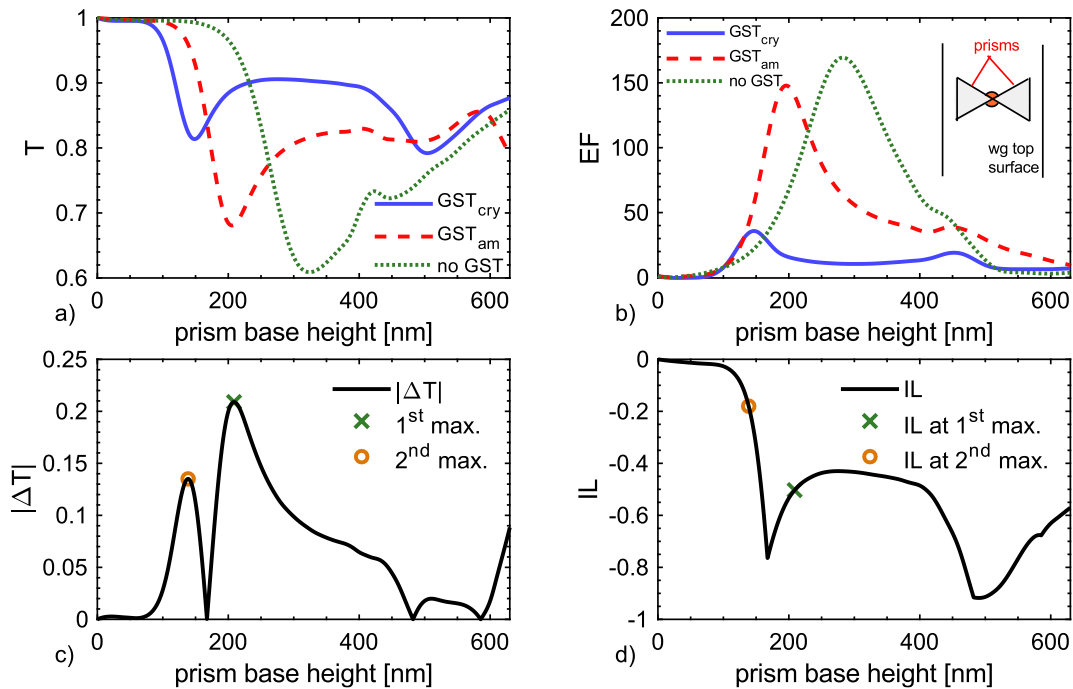 1
0.9
0.8
0.7
0.6
T
0
200
400
600
prism base height [nm]
GST_cry
GST_am
no GST
a)
200
150
100
50
0
EF
0
200
400
600
prism base height [nm]
GST_cry
GST_am
no GST
prisms
wg top
surface
b)
0.25
0.2
0.15
0.1
0.05
0
|ΔT|
0
200
400
600
prism base height [nm]
|ΔT|
1^st max.
2^nd max.
c)
0
-0.2
-0.4
-0.6
-0.8
-1
IL
0
200
400
600
prism base height [nm]
IL
IL at 1^st max.
IL at 2^nd max.
d)